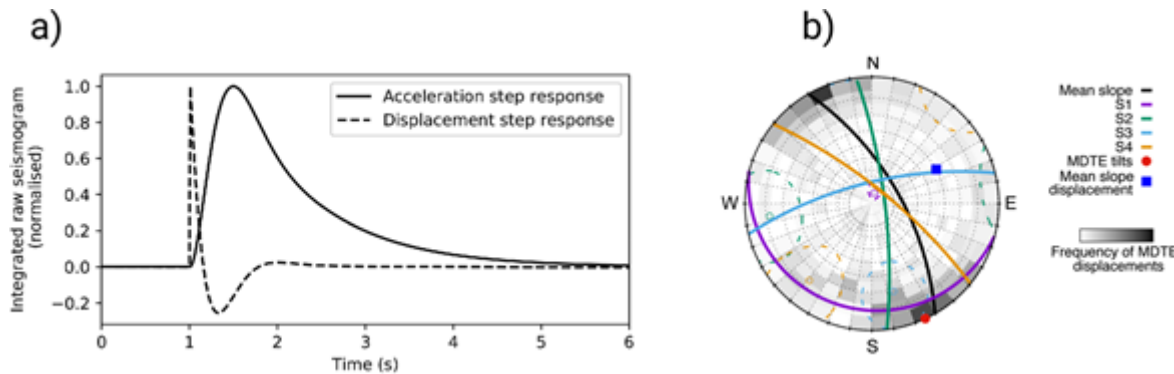 a)
Integrated raw seismogram
(normalised)
1.0
0.8
0.6
0.4
0.2
0.0
−0.2
Acceleration step response
Displacement step response
0 1 2 3 4 5 6
Time (s)
b)
N
W
E
S
Mean slope
S1
S2
S3
S4
MDTE tilts
Mean slope
displacement
Frequency of MDTE
displacements